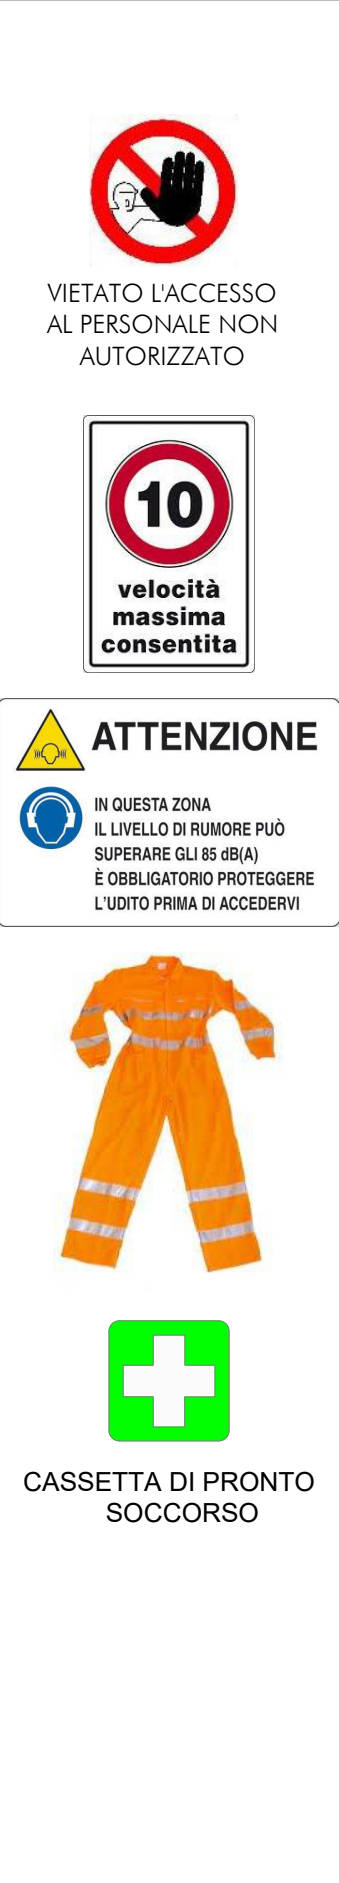 VIETATO L'ACCESSO
AL PERSONALE NON
AUTORIZZATO
10
velocità
massima
consentita
ATTENZIONE
IN QUESTA ZONA
IL LIVELLO DI RUMORE PUÒ
SUPERARE GLI 85 dB(A)
È OBBLIGATORIO PROTEGGERE
L'UDITO PRIMA DI ACCEDERVI
CASSETTA DI PRONTO
SOCCORSO